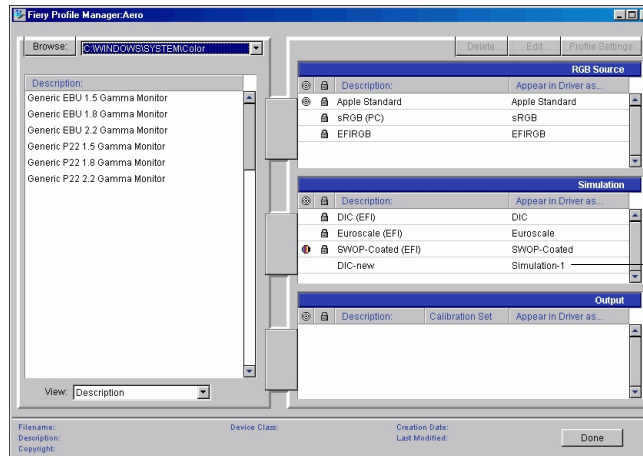 Fiery Profile Manager:Aero
Browse: C:\WINDOWS\SYSTEM\Color
Description:
Generic EBU 1.5 Gamma Monitor
Generic EBU 1.8 Gamma Monitor
Generic EBU 2.2 Gamma Monitor
Generic P22 1.5 Gamma Monitor
Generic P22 1.8 Gamma Monitor
Generic P22 2.2 Gamma Monitor
View: Description
Delete Edit Profile Settings
RGB Source
Description: Appear in Driver as...
Apple Standard Apple Standard
sRGB (PC) sRGB
EFIRGB EFIRGB
Simulation
Description: Appear in Driver as...
DIC (EFI) DIC
Euroscale (EFI) Euroscale
SWOP-Coated (EFI) SWOP-Coated
DIC-new Simulation-1
Output
Description: Calibration Set Appear in Driver as...
Filename: Device Class: Creation Date:
Description: Last Modified:
Copyright:
Done